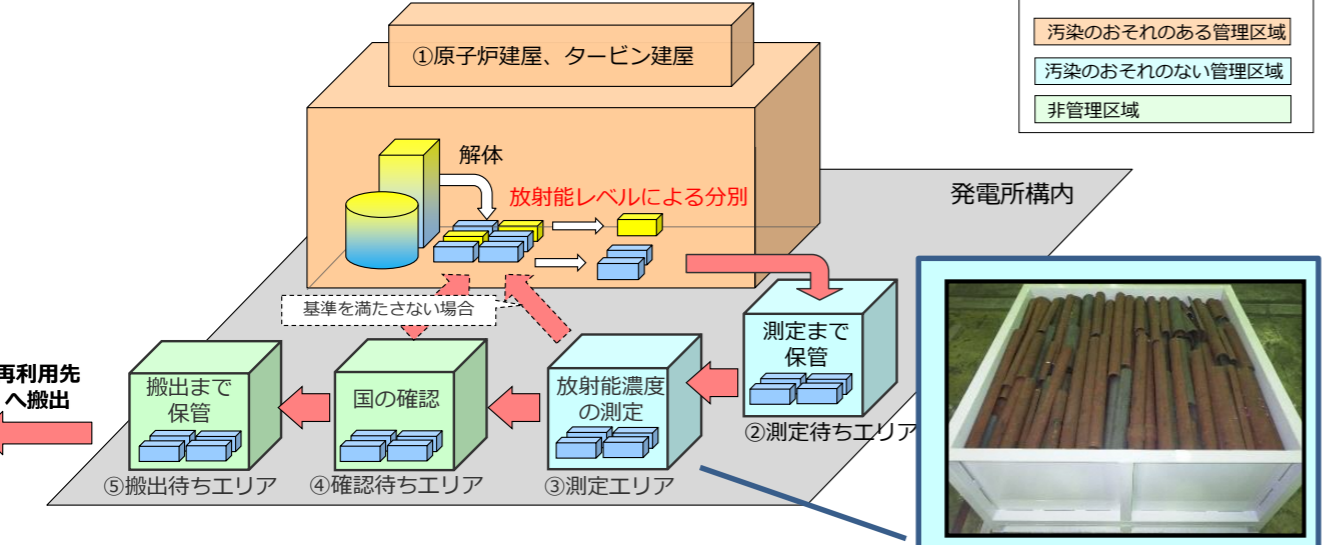 汚染のおそれのある管理区域
汚染のおそれのない管理区域
非管理区域
①原子炉建屋、タービン建屋
解体
放射能レベルによる分別
発電所構内
基準を満たさない場合
測定まで
保管
②測定待ちエリア
放射能濃度
の測定
③測定エリア
国の確認
④確認待ちエリア
搬出まで
保管
⑤搬出待ちエリア
再利用先
へ搬出